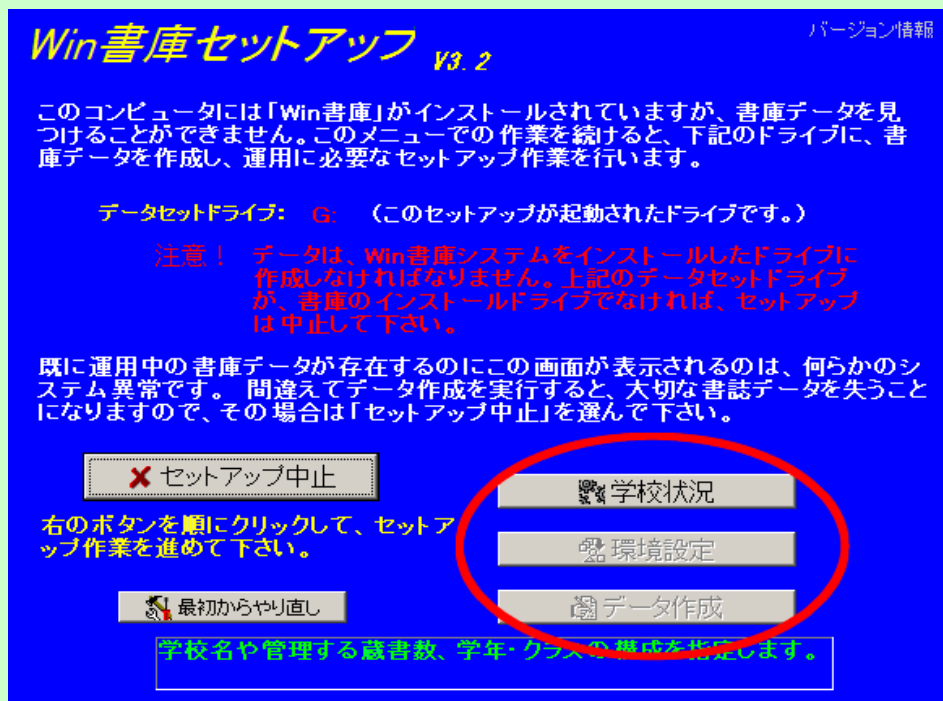 Win書庫セットアップ V3.2
バージョン情報
このコンピュータには「Win書庫」がインストールされていますが、書庫データを見
つけることができません。このメニューでの作業を続けると、下記のドライブに、書
庫データを作成し、運用に必要なセットアップ作業を行います。
データセットドライブ: G: (このセットアップが起動されたドライブです。)
注意! データは、Win書庫システムをインストールしたドライブに
作成しなければなりません。上記のデータセットドライブ
が、書庫のインストールドライブでなければ、セットアップ
は中止して下さい。
既に運用中の書庫データが存在するのにこの画面が表示されるのは、何らかのシ
ステム異常です。 間違えてデータ作成を実行すると、大切な書誌データを失うこと
になりますので、その場合は「セットアップ中止」を選んで下さい。
セットアップ中止
学校状況
右のボタンを順にクリックして、セットア
ップ作業を進めて下さい。
環境設定
最初からやり直し
データ作成
学校名や管理する蔵書数、学年・クラスの構成を指定します。